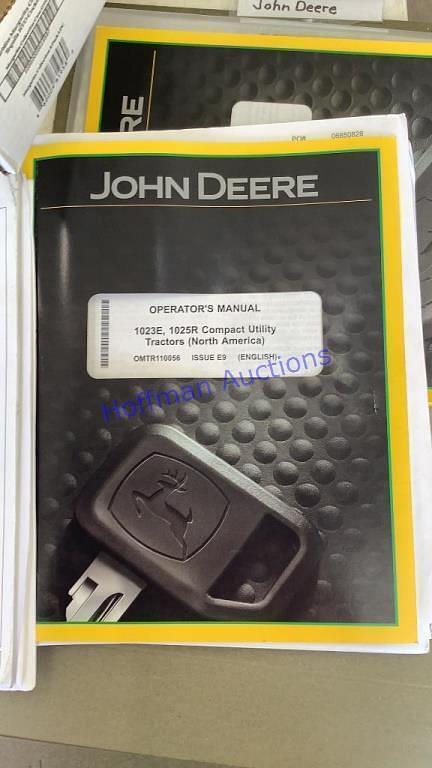 John Deere
RE
PCM 06850828
JOHN DEERE
OPERATOR'S MANUAL
1023E, 1025R Compact Utility
Tractors (North America)
OMTR110056 ISSUE E9 (ENGLISH)
Hoffman Auctions